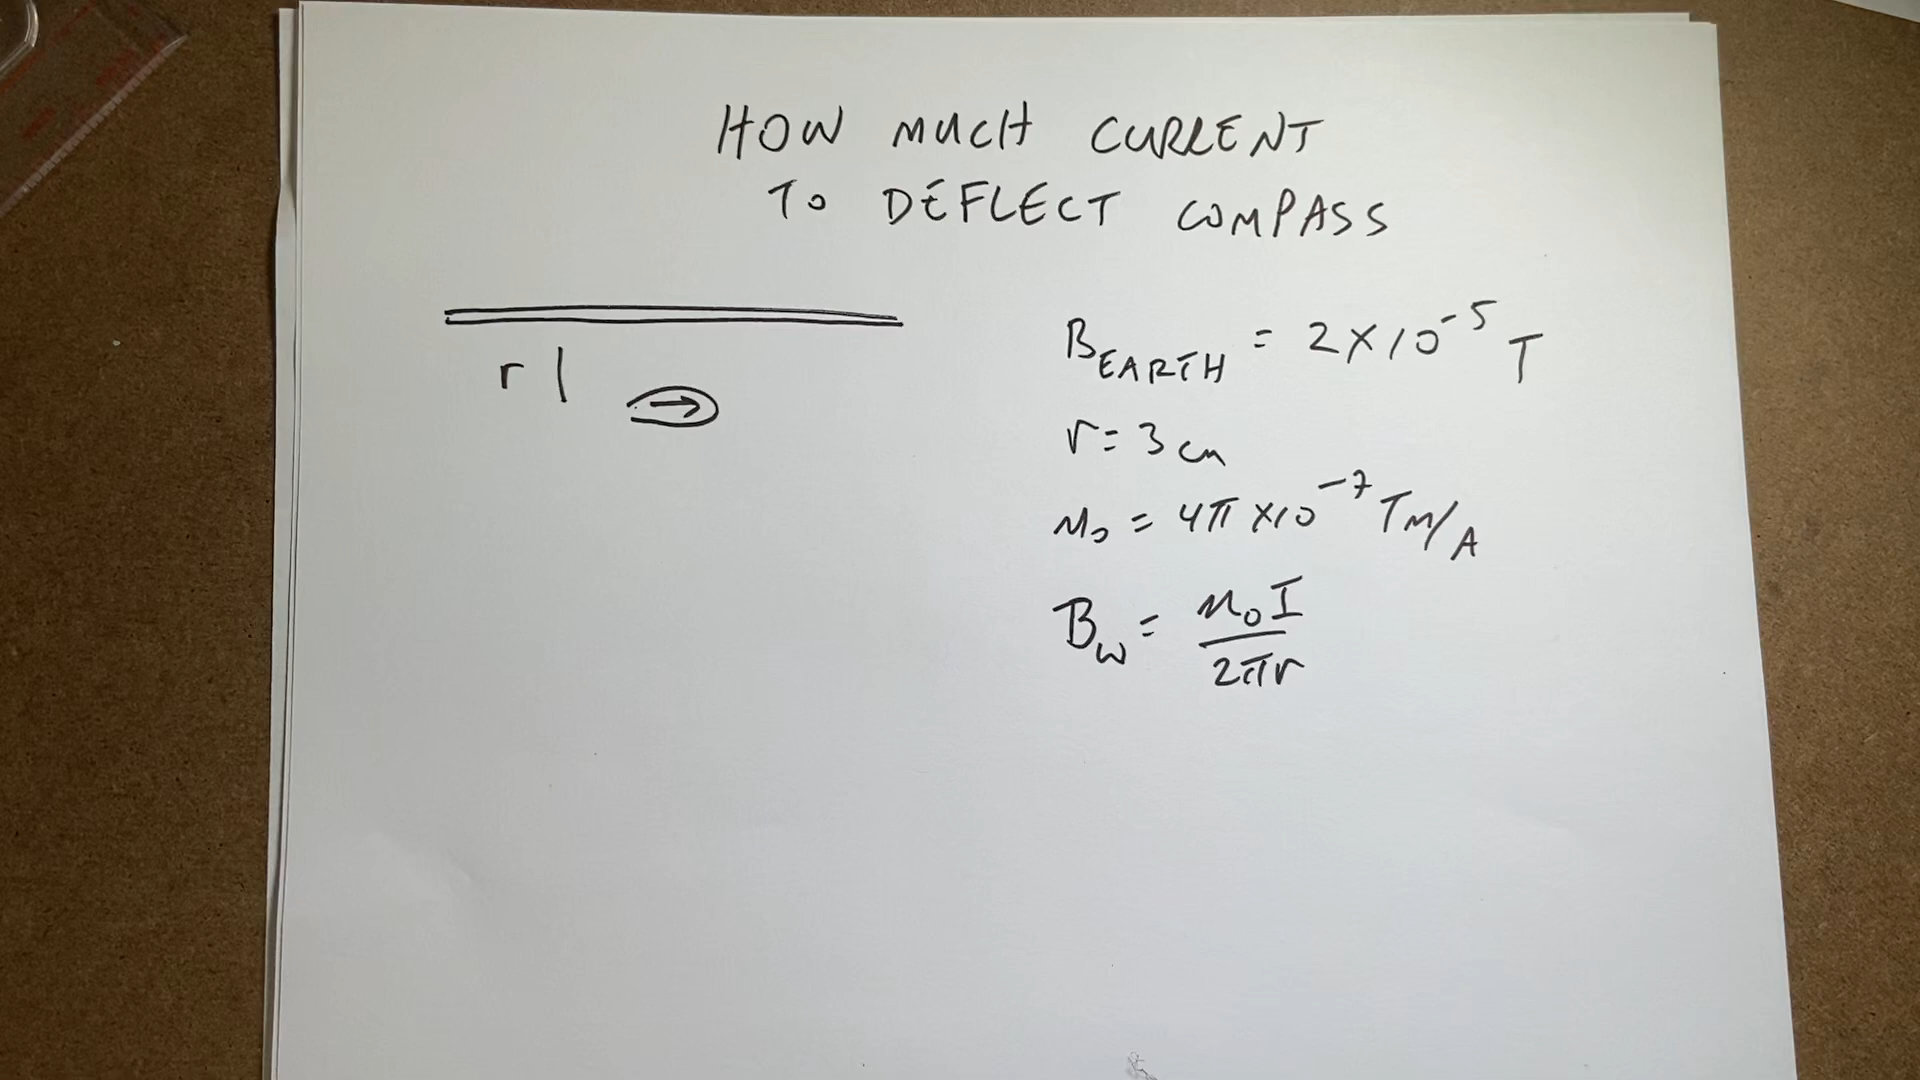 HOW MUCH CURRENT
TO DEFLECT COMPASS
r
B_EARTH = 2×10^-5 T
r = 3 cm
μ₀ = 4π ×10^-7 Tm/A
B_w = μ₀I / 2πr